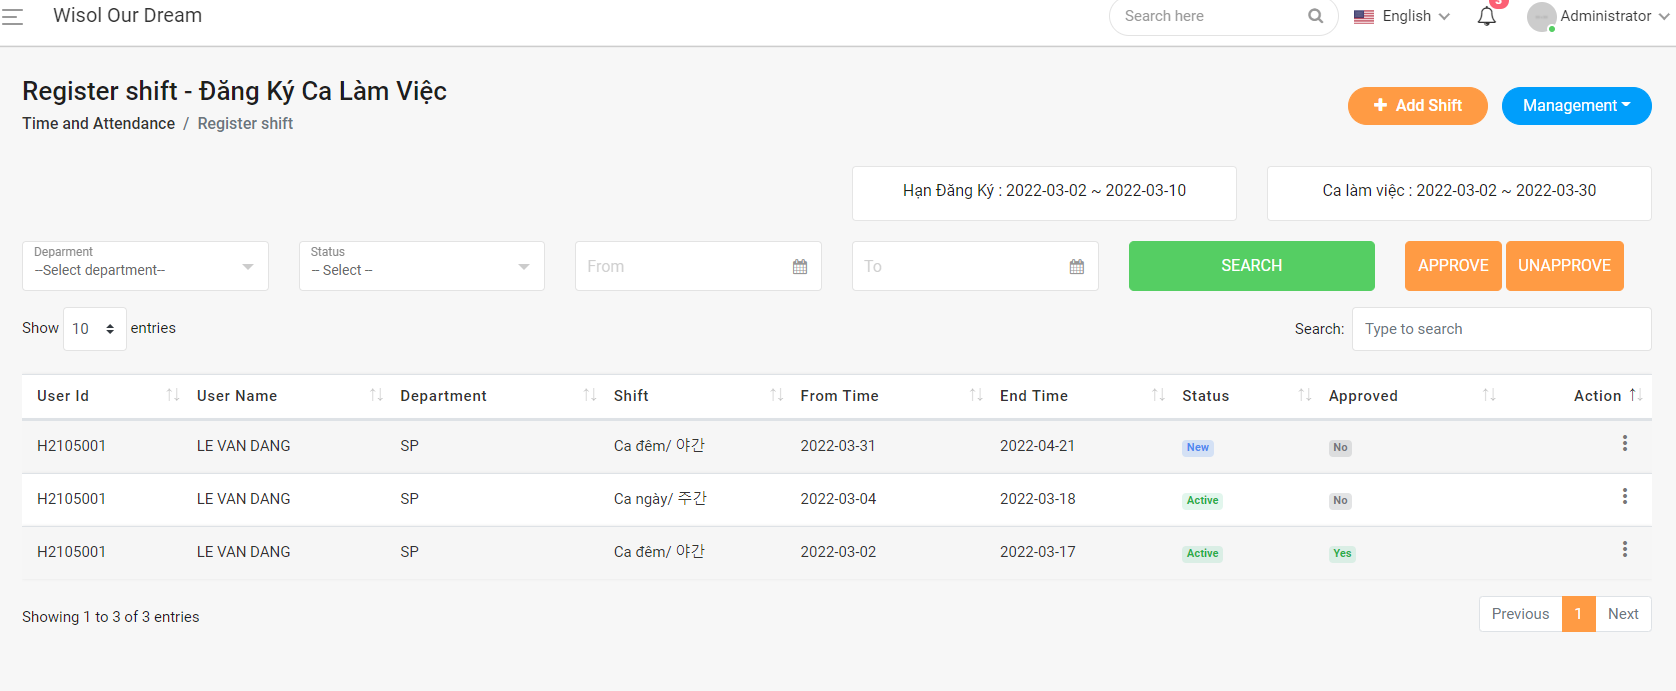 Wisol Our Dream
Search here
English
3
Administrator
Register shift - Đăng Ký Ca Làm Việc
Time and Attendance / Register shift
Add Shift
Management
Hạn Đăng Ký : 2022-03-02 ~ 2022-03-10
Ca làm việc : 2022-03-02 ~ 2022-03-30
Deparment
--Select department--
Status
-- Select --
From
To
SEARCH
APPROVE
UNAPPROVE
Show 10 entries
Search: Type to search
User Id User Name Department Shift From Time End Time Status Approved Action
H2105001 LE VAN DANG SP Ca đêm/ 야간 2022-03-31 2022-04-21 New No
H2105001 LE VAN DANG SP Ca ngày/ 주간 2022-03-04 2022-03-18 Active No
H2105001 LE VAN DANG SP Ca đêm/ 야간 2022-03-02 2022-03-17 Active Yes
Showing 1 to 3 of 3 entries
Previous 1 Next